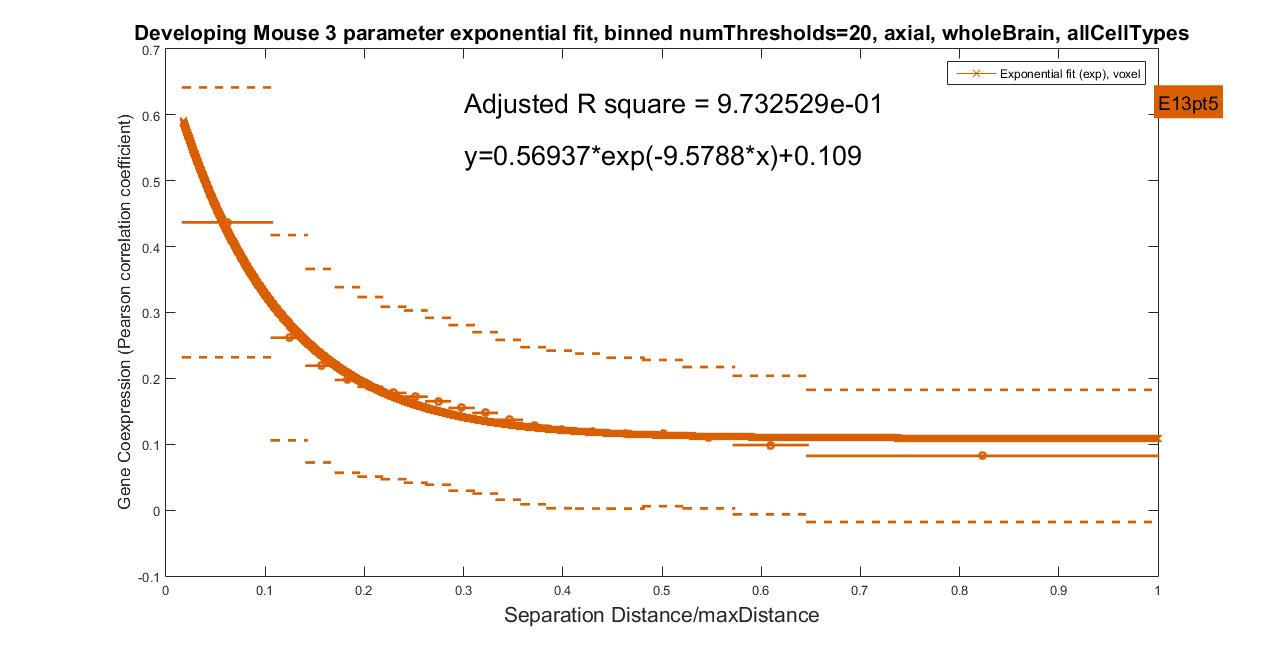 Developing Mouse 3 parameter exponential fit, binned numThresholds=20, axial, wholeBrain, allCellTypes
0.7
Exponential fit (exp), voxel
Adjusted R square = 9.732529e-01
E13pt5
0.6
y=0.56937*exp(-9.5788*x)+0.109
0.5
0.4
0.3
0.2
0.1
0
-0.1
Gene Coexpression (Pearson correlation coefficient)
0 0.1 0.2 0.3 0.4 0.5 0.6 0.7 0.8 0.9 1
Separation Distance/maxDistance